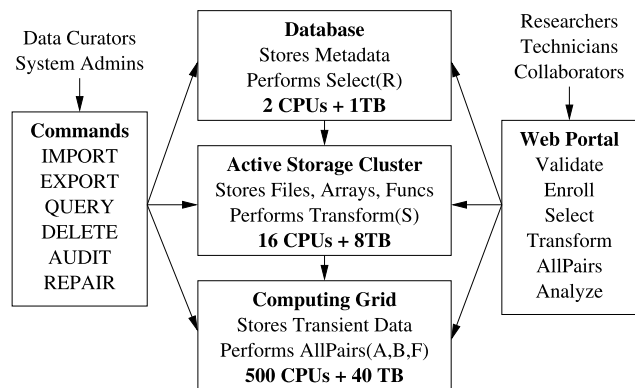 Data Curators
System Admins
Commands
IMPORT
EXPORT
QUERY
DELETE
AUDIT
REPAIR
Database
Stores Metadata
Performs Select(R)
2 CPUs + 1TB
Active Storage Cluster
Stores Files, Arrays, Funcs
Performs Transform(S)
16 CPUs + 8TB
Computing Grid
Stores Transient Data
Performs AllPairs(A,B,F)
500 CPUs + 40 TB
Researchers
Technicians
Collaborators
Web Portal
Validate
Enroll
Select
Transform
AllPairs
Analyze